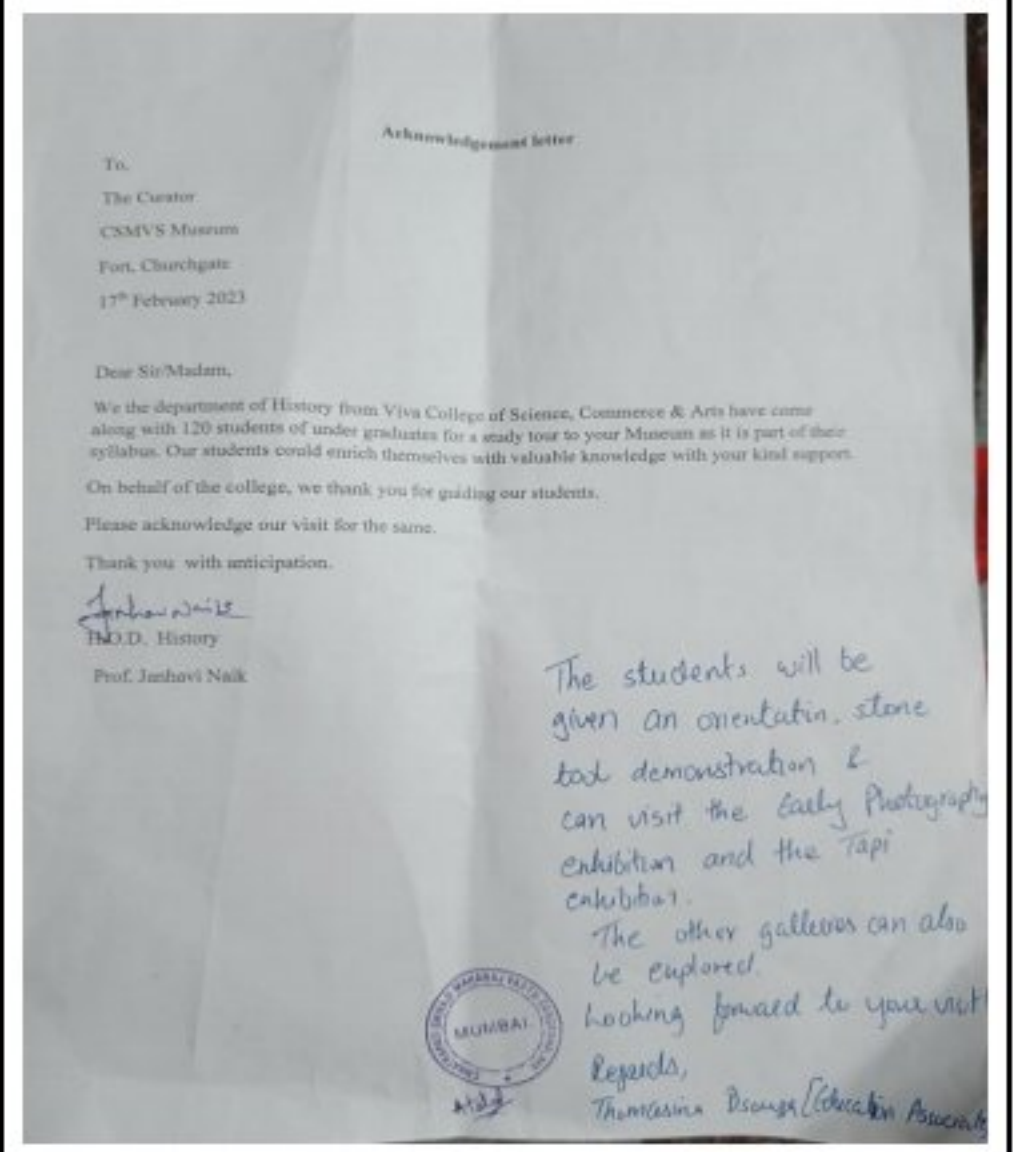 Acknowledgement letter
To,
The Curator
CSMVS Museum
Fort, Churchgate
17th February 2023
Dear Sir/Madam,
We the department of History from Viva College of Science, Commerce & Arts have come
along with 120 students of under graduates for a study tour to your Museum as it is part of their
syllabus. Our students could enrich themselves with valuable knowledge with your kind support.
On behalf of the college, we thank you for guiding our students.
Please acknowledge our visit for the same.
Thank you with anticipation.
H.O.D. History
Prof. Janhavi Naik
The students will be
given an orientatin, stone
tool demonstration &
can visit the Early Photography
exhibition and the Tapi
exhibition.
The other galleries can also
be explored.
Looking forward to your visit
Regards,
Dsouza [Education Associate
MUMBAI